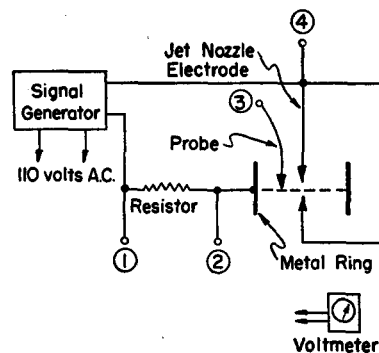 ④
Jet Nozzle
Electrode
Signal
Generator
③
Probe
110 volts A.C.
Resistor
①
②
Metal Ring
Voltmeter